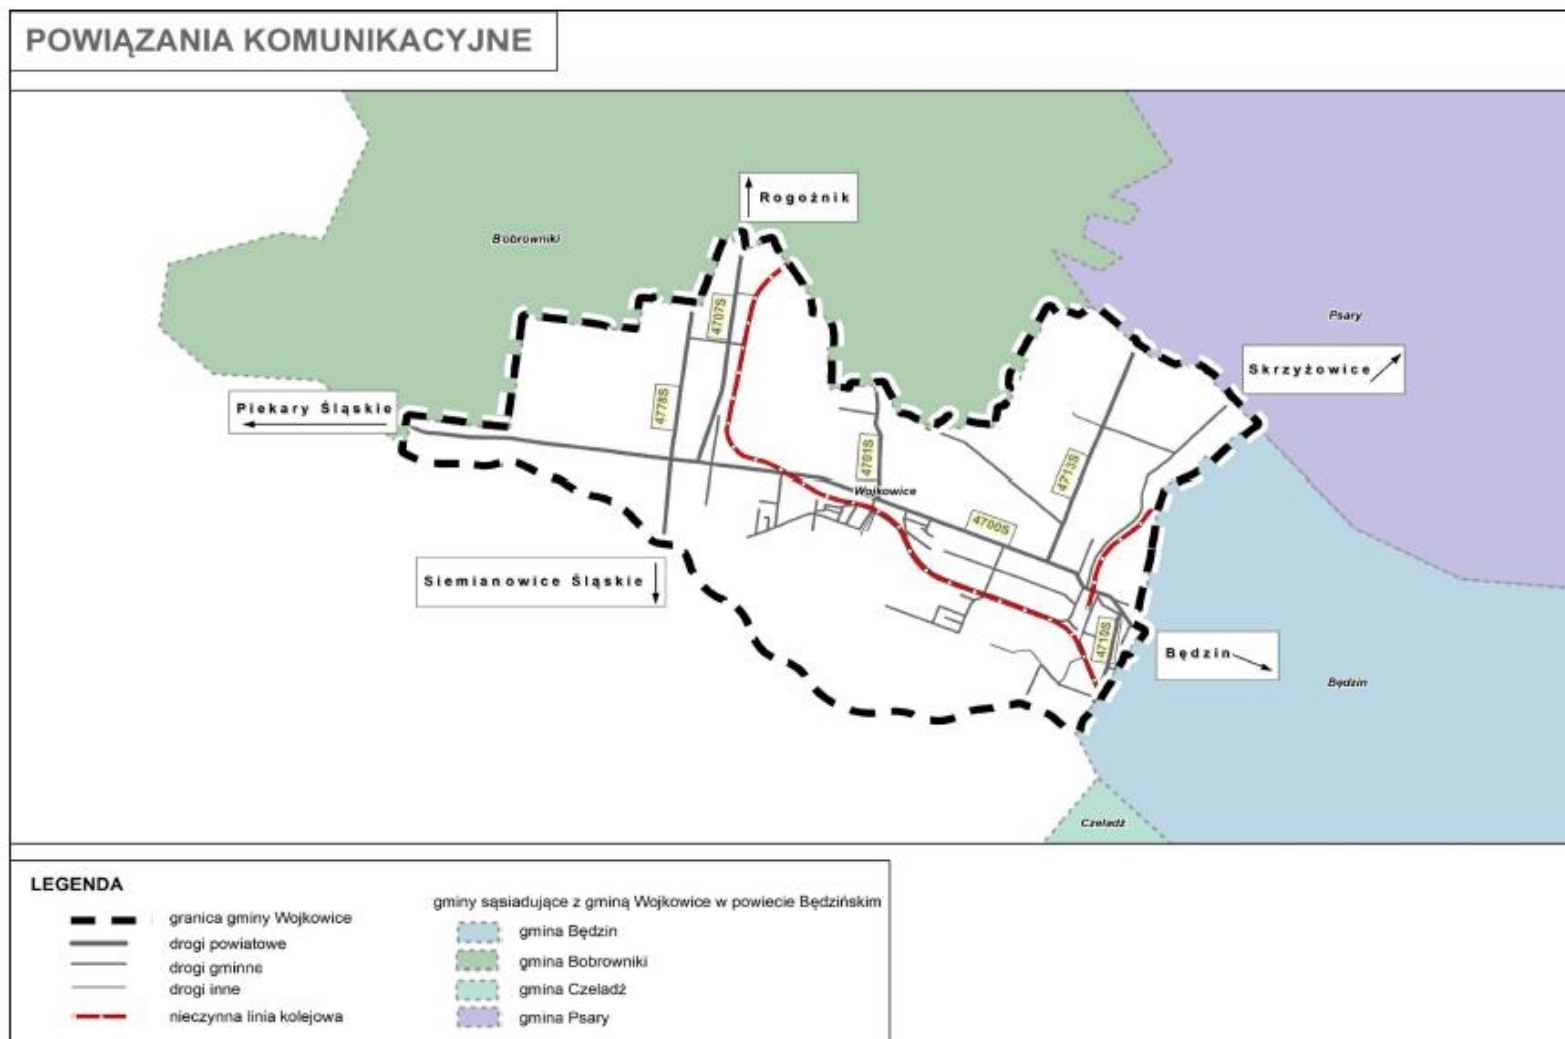 POWIĄZANIA KOMUNIKACYJNE
Rogoźnik
Bobrowniki
Psary
4707S
Skrzyżowice
Piekary Śląskie
4778S
4701S
4713S
Wojkowice
4700S
Siemianowice Śląskie
4710S
Będzin
Będzin
Czeladź
LEGENDA
granica gminy Wojkowice
drogi powiatowe
drogi gminne
drogi inne
nieczynna linia kolejowa
gminy sąsiadujące z gminą Wojkowice w powiecie Będzińskim
gmina Będzin
gmina Bobrowniki
gmina Czeladź
gmina Psary